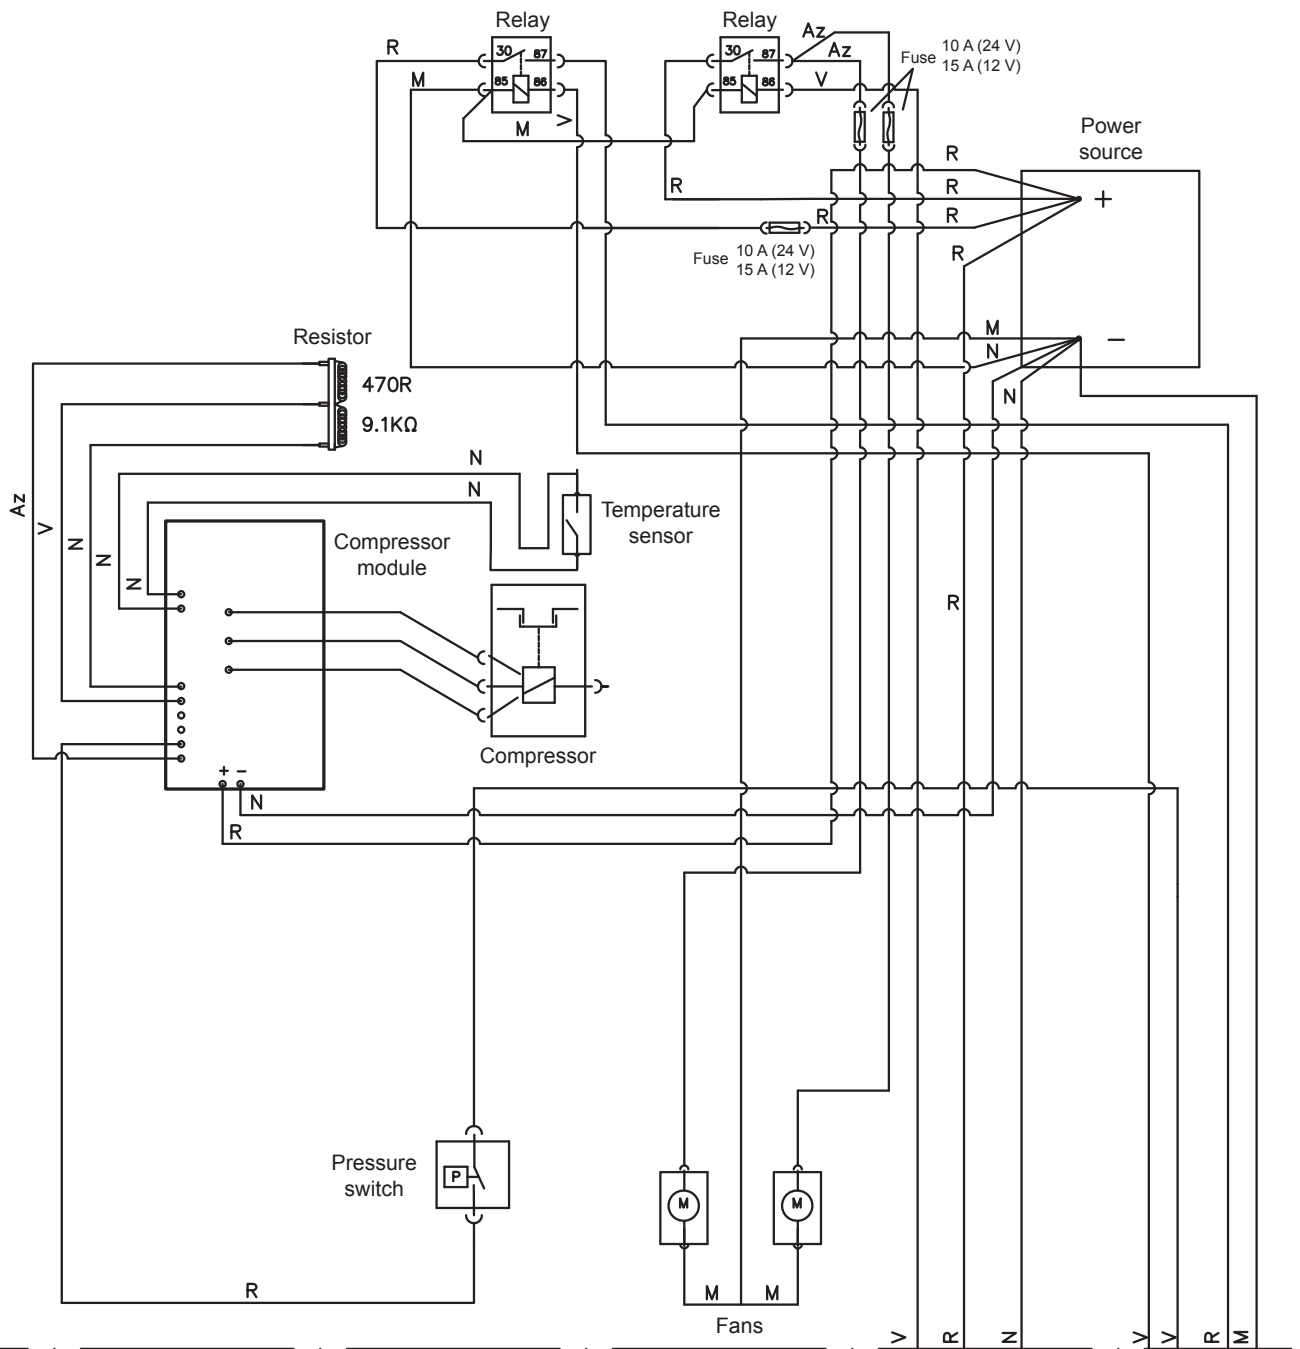 Relay
Relay
R
30
87
M
85
86
M
V
30
87
85
86
Az
Az
V
Fuse
10 A (24 V)
15 A (12 V)
Power
source
R
R
R
R
R
R
+
Fuse
10 A (24 V)
15 A (12 V)
M
N
N
−
Resistor
470R
9.1KΩ
N
N
Az
V
N
N
N
Temperature
sensor
Compressor
module
R
Compressor
+ −
N
R
Pressure
switch
P
M
M
R
M
M
Fans
V
R
N
V
V
R
M